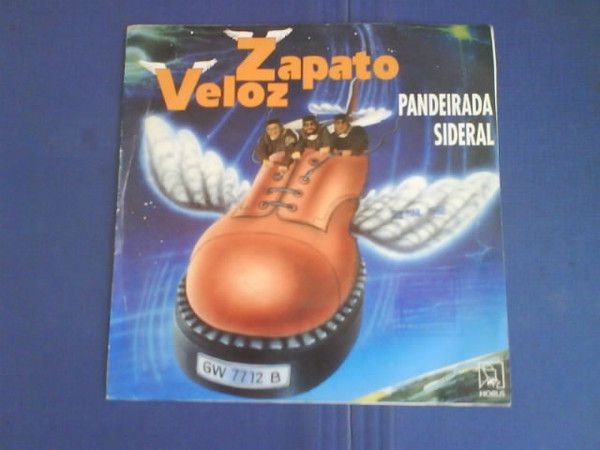 Zapato
Veloz
PANDEIRADA
SIDERAL
GW 7712 B
HORUS